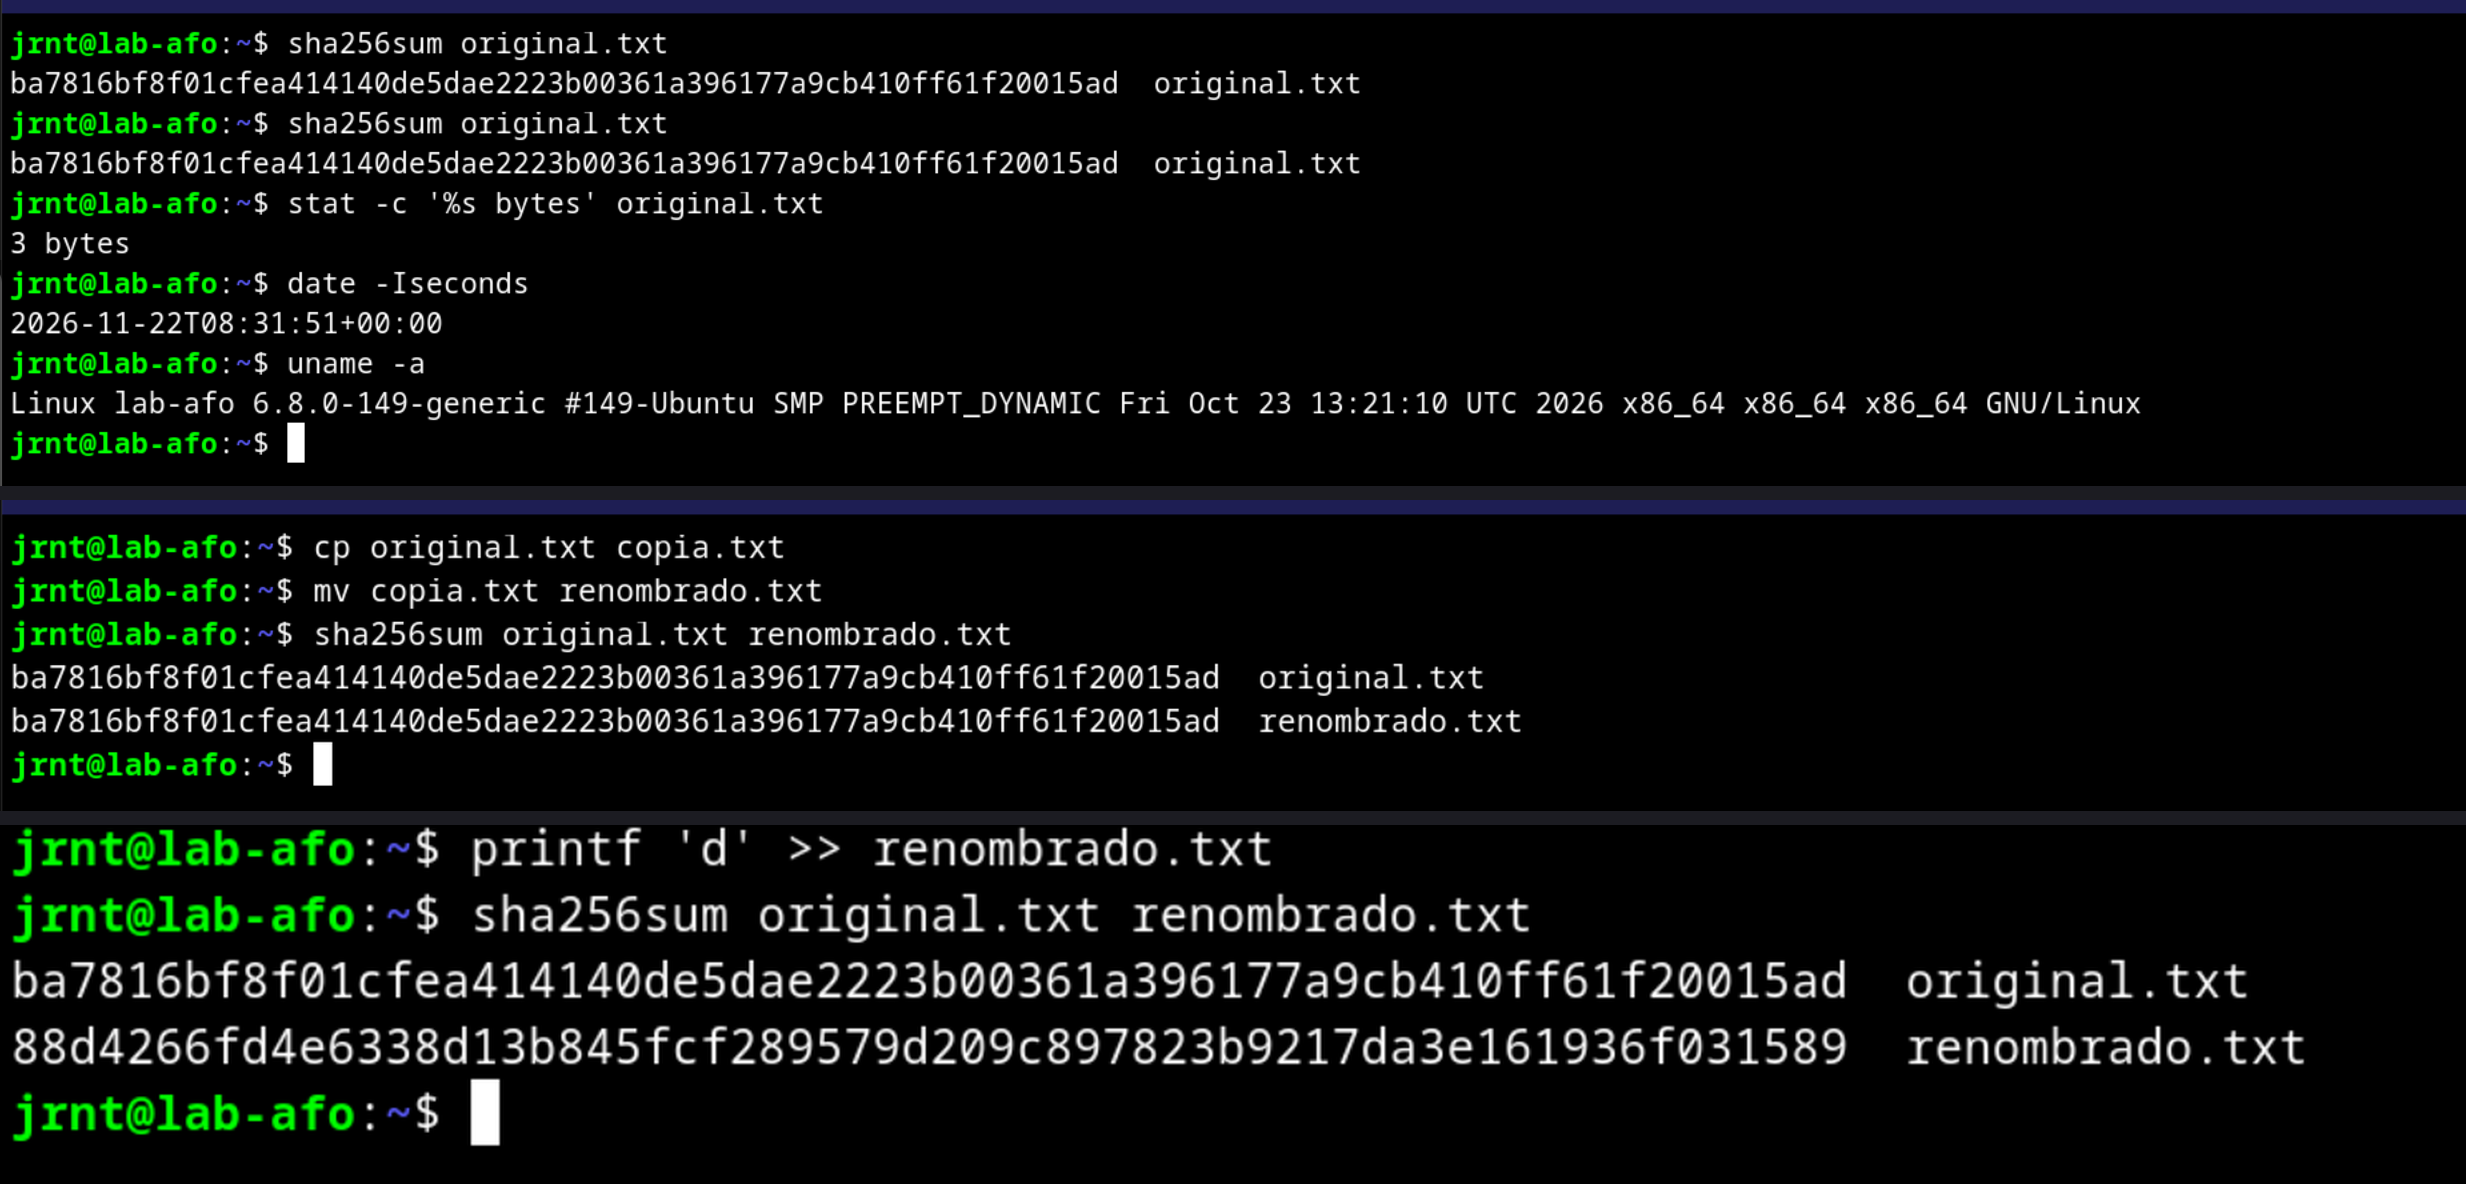 jrnt@lab-afo:~$ sha256sum original.txt
ba7816bf8f01cfea414140de5dae2223b00361a396177a9cb410ff61f20015ad  original.txt
jrnt@lab-afo:~$ sha256sum original.txt
ba7816bf8f01cfea414140de5dae2223b00361a396177a9cb410ff61f20015ad  original.txt
jrnt@lab-afo:~$ stat -c '%s bytes' original.txt
3 bytes
jrnt@lab-afo:~$ date -Iseconds
2026-11-22T08:31:51+00:00
jrnt@lab-afo:~$ uname -a
Linux lab-afo 6.8.0-149-generic #149-Ubuntu SMP PREEMPT_DYNAMIC Fri Oct 23 13:21:10 UTC 2026 x86_64 x86_64 x86_64 GNU/Linux
jrnt@lab-afo:~$
jrnt@lab-afo:~$ cp original.txt copia.txt
jrnt@lab-afo:~$ mv copia.txt renombrado.txt
jrnt@lab-afo:~$ sha256sum original.txt renombrado.txt
ba7816bf8f01cfea414140de5dae2223b00361a396177a9cb410ff61f20015ad  original.txt
ba7816bf8f01cfea414140de5dae2223b00361a396177a9cb410ff61f20015ad  renombrado.txt
jrnt@lab-afo:~$
jrnt@lab-afo:~$ printf 'd' >> renombrado.txt
jrnt@lab-afo:~$ sha256sum original.txt renombrado.txt
ba7816bf8f01cfea414140de5dae2223b00361a396177a9cb410ff61f20015ad  original.txt
88d4266fd4e6338d13b845fcf289579d209c897823b9217da3e161936f031589  renombrado.txt
jrnt@lab-afo:~$